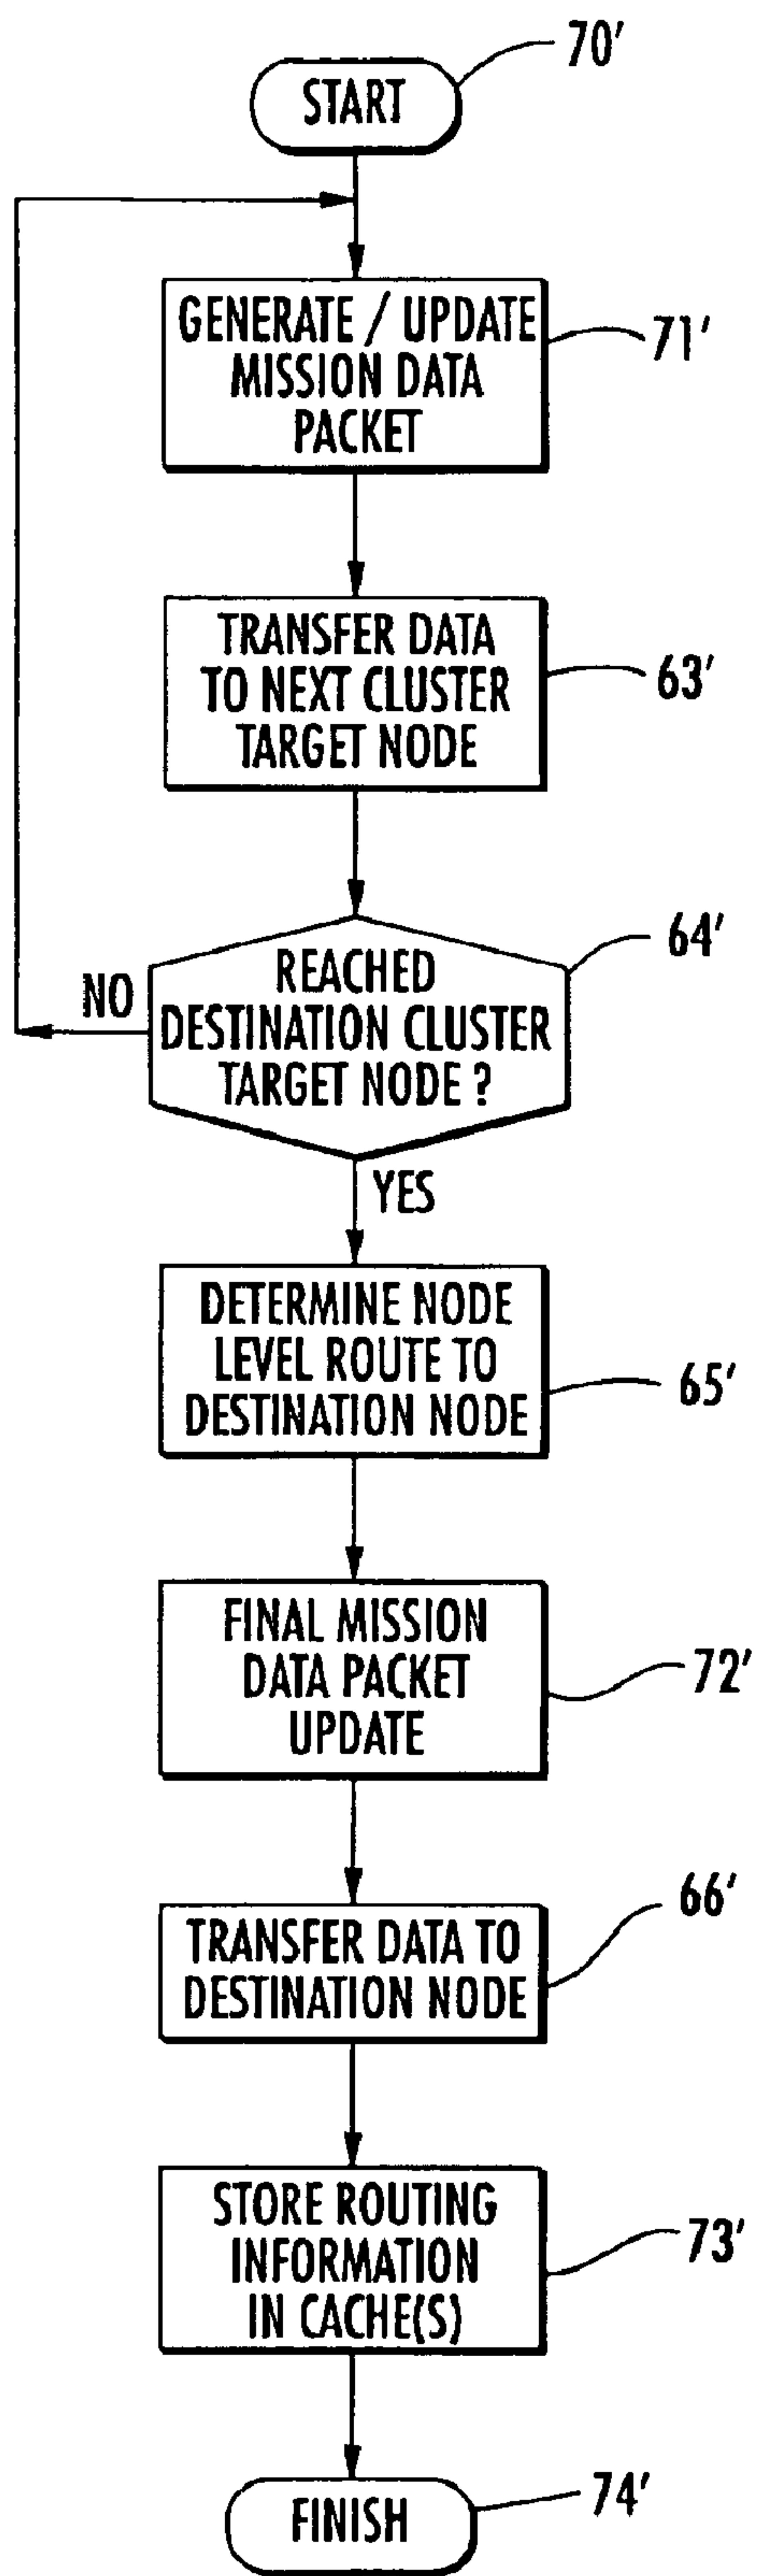 70'
START
GENERATE / UPDATE
MISSION DATA
PACKET
71'
TRANSFER DATA
TO NEXT CLUSTER
TARGET NODE
63'
64'
REACHED
DESTINATION CLUSTER
TARGET NODE ?
NO
YES
DETERMINE NODE
LEVEL ROUTE TO
DESTINATION NODE
65'
FINAL MISSION
DATA PACKET
UPDATE
72'
66'
TRANSFER DATA TO
DESTINATION NODE
STORE ROUTING
INFORMATION
IN CACHE(S)
73'
FINISH
74'